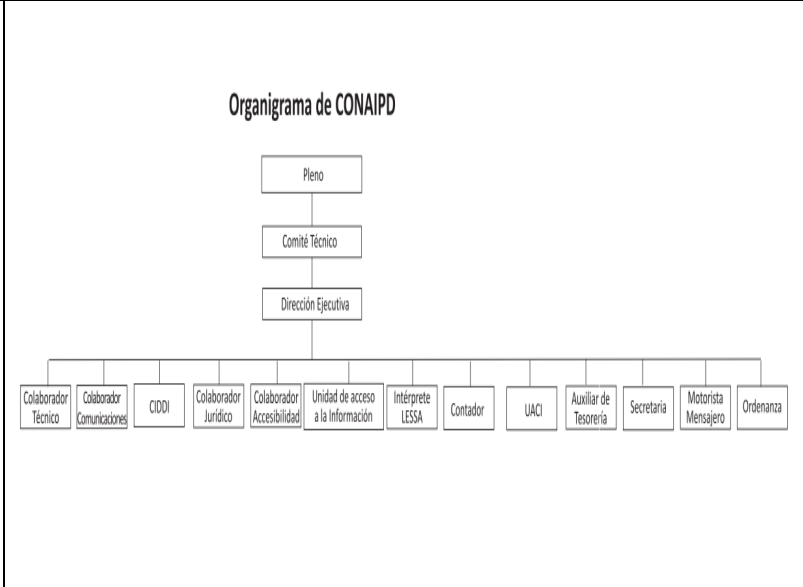 Organigrama de CONAIPD
Pleno
Comité Técnico
Dirección Ejecutiva
Colaborador
Técnico
Colaborador
Comunicaciones
CIDDI
Colaborador
Jurídico
Colaborador
Accesibilidad
Unidad de acceso
a la Información
Intérprete
LESSA
Contador
UACI
Auxiliar de
Tesorería
Secretaria
Motorista
Mensajero
Ordenanza